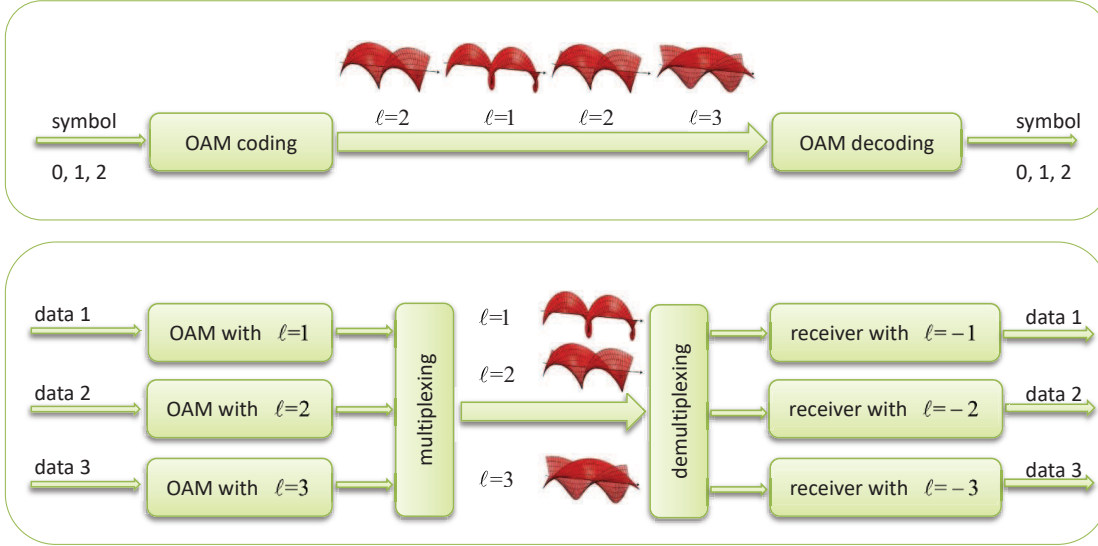 symbol
0, 1, 2
OAM coding
ℓ=2
ℓ=1
ℓ=2
ℓ=3
OAM decoding
symbol
0, 1, 2
data 1
OAM with ℓ=1
data 2
OAM with ℓ=2
data 3
OAM with ℓ=3
multiplexing
ℓ=1
ℓ=2
ℓ=3
demultiplexing
receiver with ℓ=−1
data 1
receiver with ℓ=−2
data 2
receiver with ℓ=−3
data 3